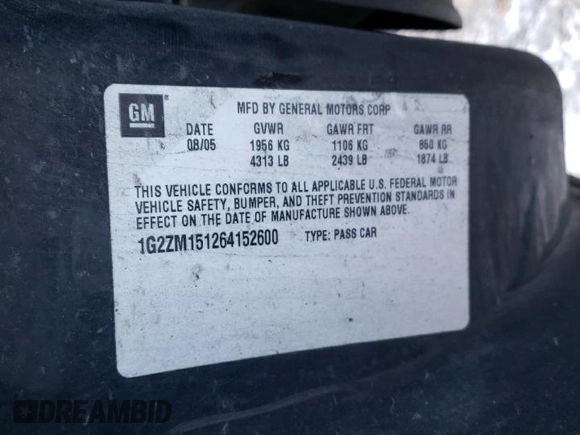 GM
MFD BY GENERAL MOTORS CORP
DATE GVWR GAWR FRT GAWR RR
08/05 1956 KG 1106 KG 850 KG
4313 LB 2439 LB 1874 LB
THIS VEHICLE CONFORMS TO ALL APPLICABLE U.S. FEDERAL MOTOR
VEHICLE SAFETY, BUMPER, AND THEFT PREVENTION STANDARDS IN
EFFECT ON THE DATE OF MANUFACTURE SHOWN ABOVE.
1G2ZM151264152600 TYPE: PASS CAR
DREAMBID